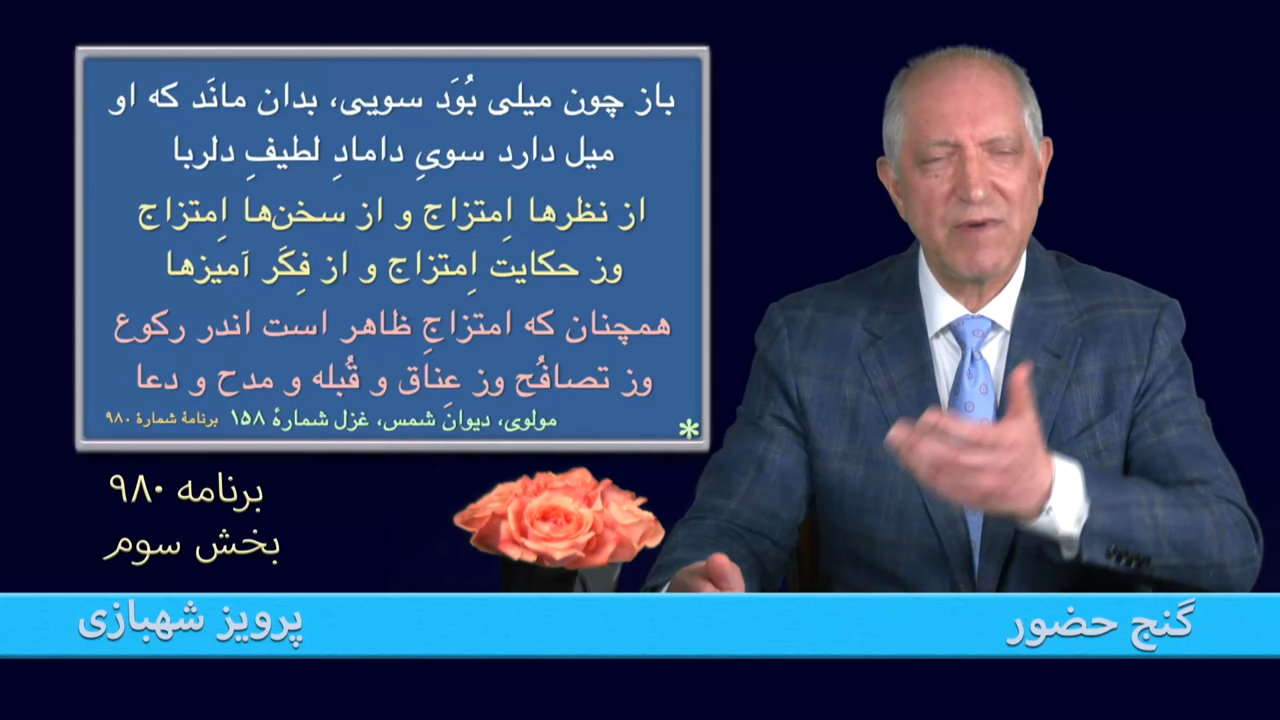 باز چون میلی بُوَد سویی، بدان مانَد که او
میل دارد سویِ دامادِ لطیفِ دلربا
از نظرها اِمتزاج و از سخن‌ها اِمتزاج
وز حکایت اِمتزاج و از فِکَر آمیزها
همچنان که امتزاجِ ظاهر است اندر رکوع
وز تصافُح وز عِناق و قُبله و مدح و دعا
مولوی، دیوان شمس، غزل شمارهٔ ۱۵۸ برنامهٔ شمارهٔ ۹۸۰
*
برنامه ۹۸۰
بخش سوم
گنج حضور
پرویز شهبازی